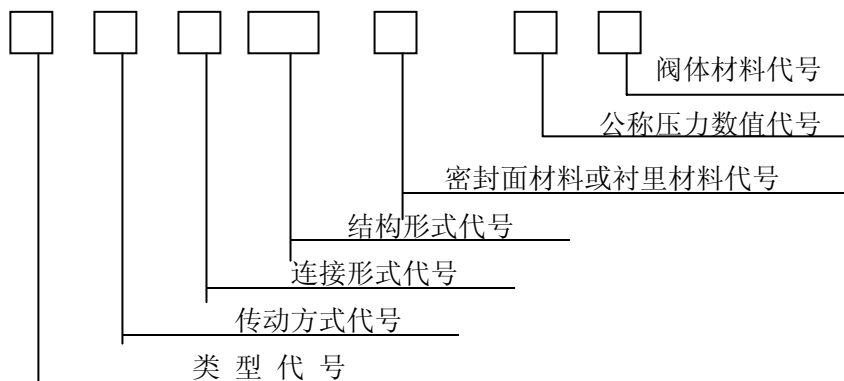 阀体材料代号
公称压力数值代号
密封面材料或衬里材料代号
结构形式代号
连接形式代号
传动方式代号
类 型 代 号